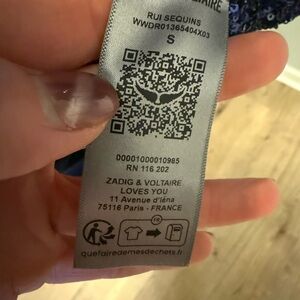 RUI SEQUINS
WWDR01365404X03
S
00001000010985
RN 116 202
ZADIG & VOLTAIRE
LOVES YOU
11 Avenue d'Iéna
75116 Paris - FRANCE
FR
quefairedemesdechets.fr